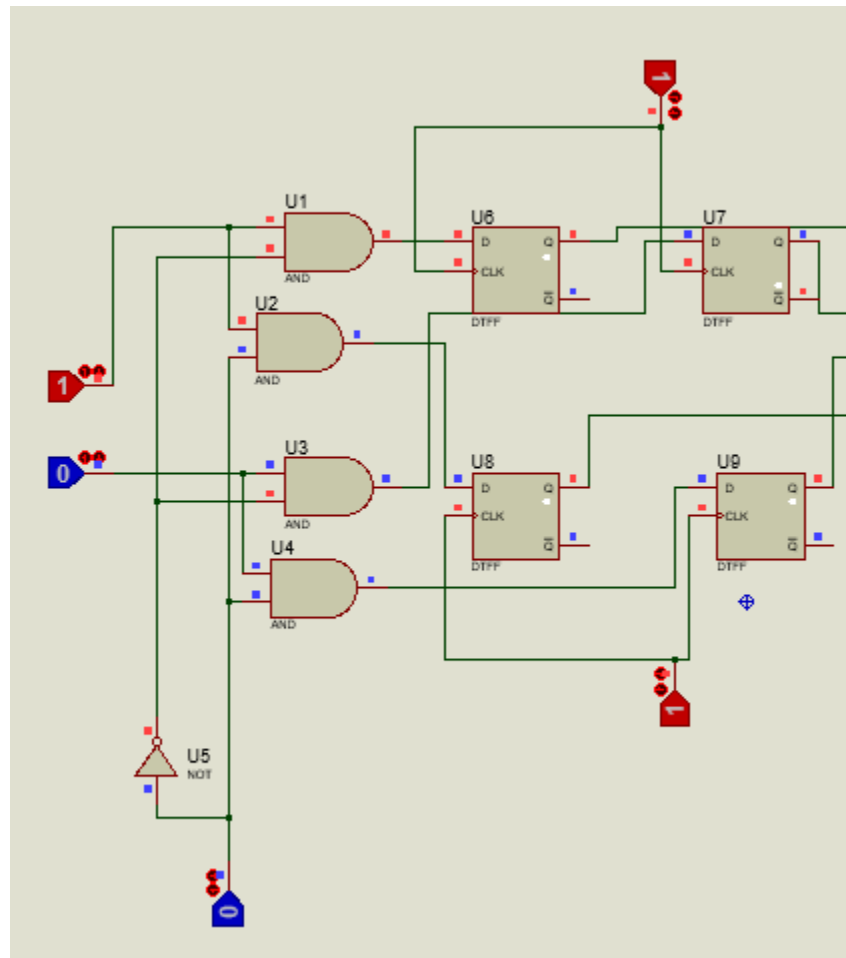 1
U1
AND
U6
D
Q
CLK
Q
DTFF
U7
D
Q
CLK
Q
DTFF
U2
AND
1
0
U3
AND
U8
D
Q
CLK
Q
DTFF
U9
D
Q
CLK
Q
DTFF
U4
AND
1
U5
NOT
0